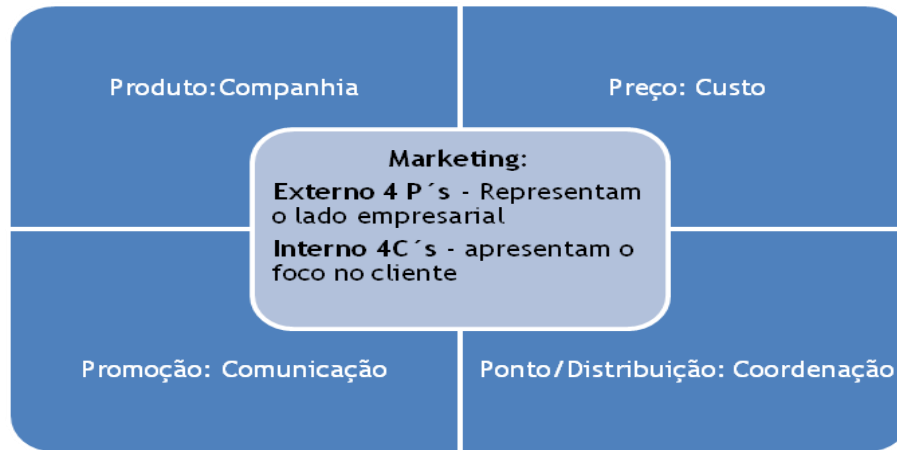 Produto:Companhia
Preço: Custo
Marketing:
Externo 4 P´s - Representam
o lado empresarial
Interno 4C´s - apresentam o
foco no cliente
Promoção: Comunicação
Ponto/Distribuição: Coordenação